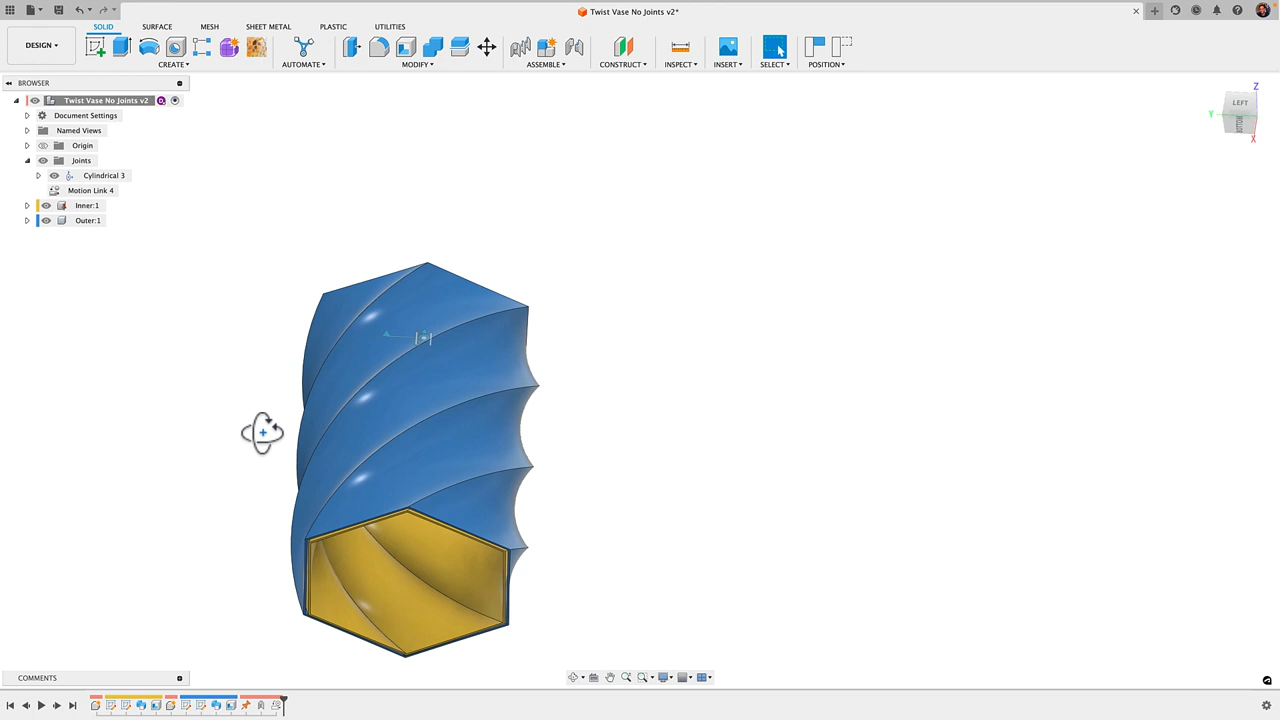 Twist Vase No Joints v2*
DESIGN
SOLID
SURFACE
MESH
SHEET METAL
PLASTIC
UTILITIES
CREATE
AUTOMATE
MODIFY
ASSEMBLE
CONSTRUCT
INSPECT
INSERT
SELECT
POSITION
BROWSER
Twist Vase No Joints v2
Document Settings
Named Views
Origin
Joints
Cylindrical 3
Motion Link 4
Inner:1
Outer:1
Z
LEFT
Y
X
COMMENTS